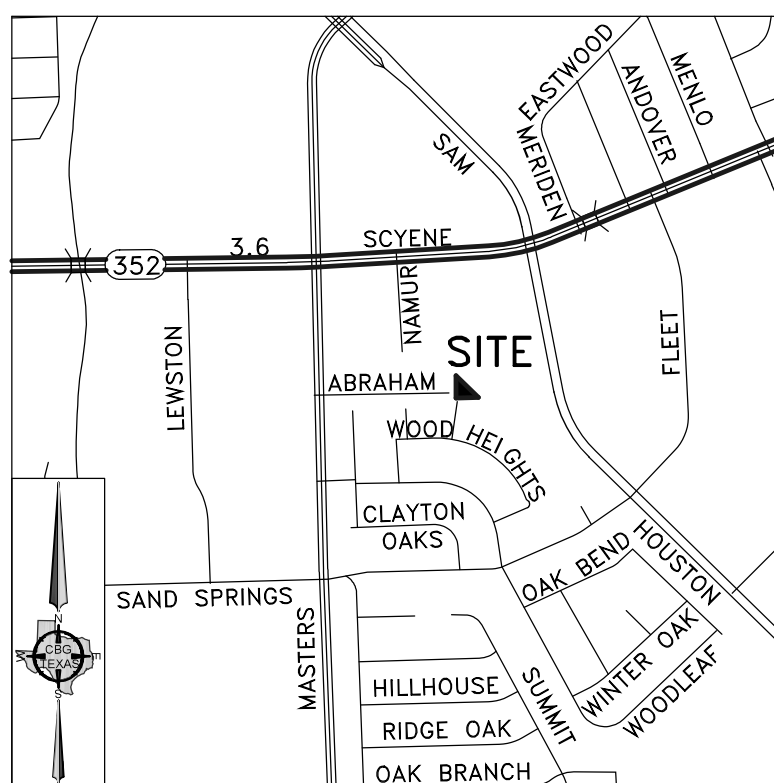 EASTWOOD
MENLO
ANDOVER
MERIDEN
SAM
SCYENE
3.6
352
NAMUR
SITE
FLEET
LEWSTON
ABRAHAM
WOOD HEIGHTS
CLAYTON
OAKS
HOUSTON
OAK BEND
SAND SPRINGS
MASTERS
N
W
CBG
TEXAS
E
S
WINTER OAK
WOODLEAF
SUMMIT
HILLHOUSE
RIDGE OAK
OAK BRANCH